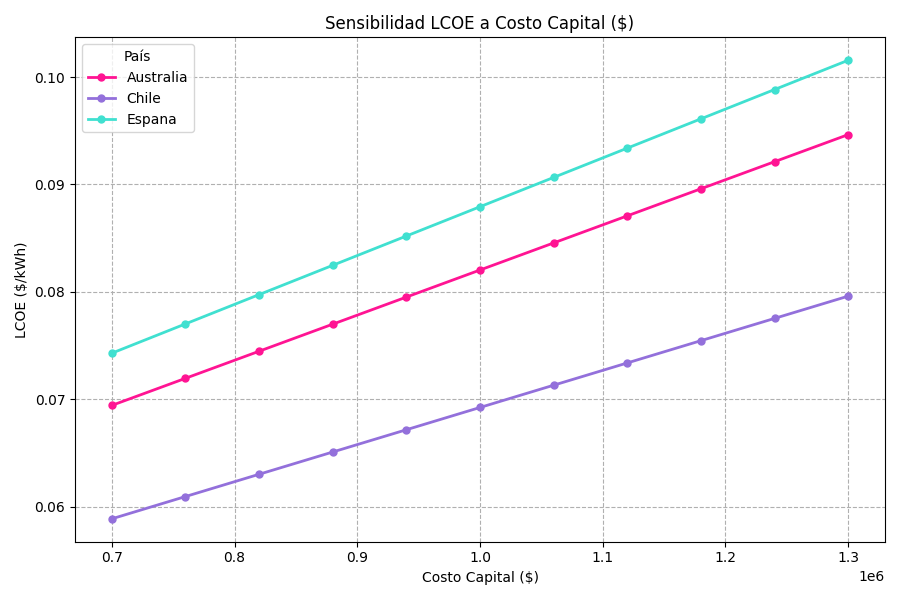 Sensibilidad LCOE a Costo Capital ($)
País
Australia
Chile
Espana
LCOE ($/kWh)
0.10
0.09
0.08
0.07
0.06
0.7 0.8 0.9 1.0 1.1 1.2 1.3
1e6
Costo Capital ($)